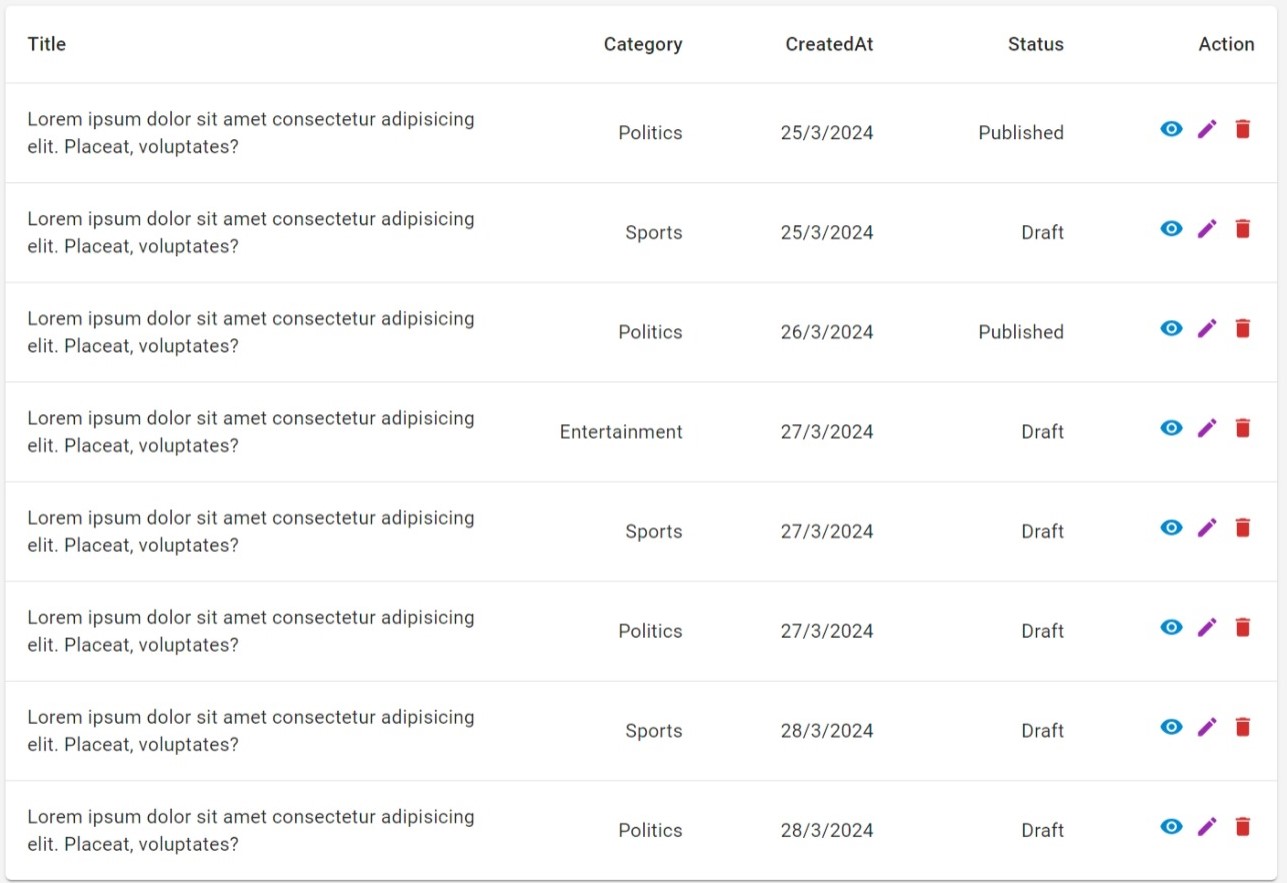 Title Category CreatedAt Status Action
Lorem ipsum dolor sit amet consectetur adipisicing
elit. Placeat, voluptates?
Politics 25/3/2024 Published
Lorem ipsum dolor sit amet consectetur adipisicing
elit. Placeat, voluptates?
Sports 25/3/2024 Draft
Lorem ipsum dolor sit amet consectetur adipisicing
elit. Placeat, voluptates?
Politics 26/3/2024 Published
Lorem ipsum dolor sit amet consectetur adipisicing
elit. Placeat, voluptates?
Entertainment 27/3/2024 Draft
Lorem ipsum dolor sit amet consectetur adipisicing
elit. Placeat, voluptates?
Sports 27/3/2024 Draft
Lorem ipsum dolor sit amet consectetur adipisicing
elit. Placeat, voluptates?
Politics 27/3/2024 Draft
Lorem ipsum dolor sit amet consectetur adipisicing
elit. Placeat, voluptates?
Sports 28/3/2024 Draft
Lorem ipsum dolor sit amet consectetur adipisicing
elit. Placeat, voluptates?
Politics 28/3/2024 Draft